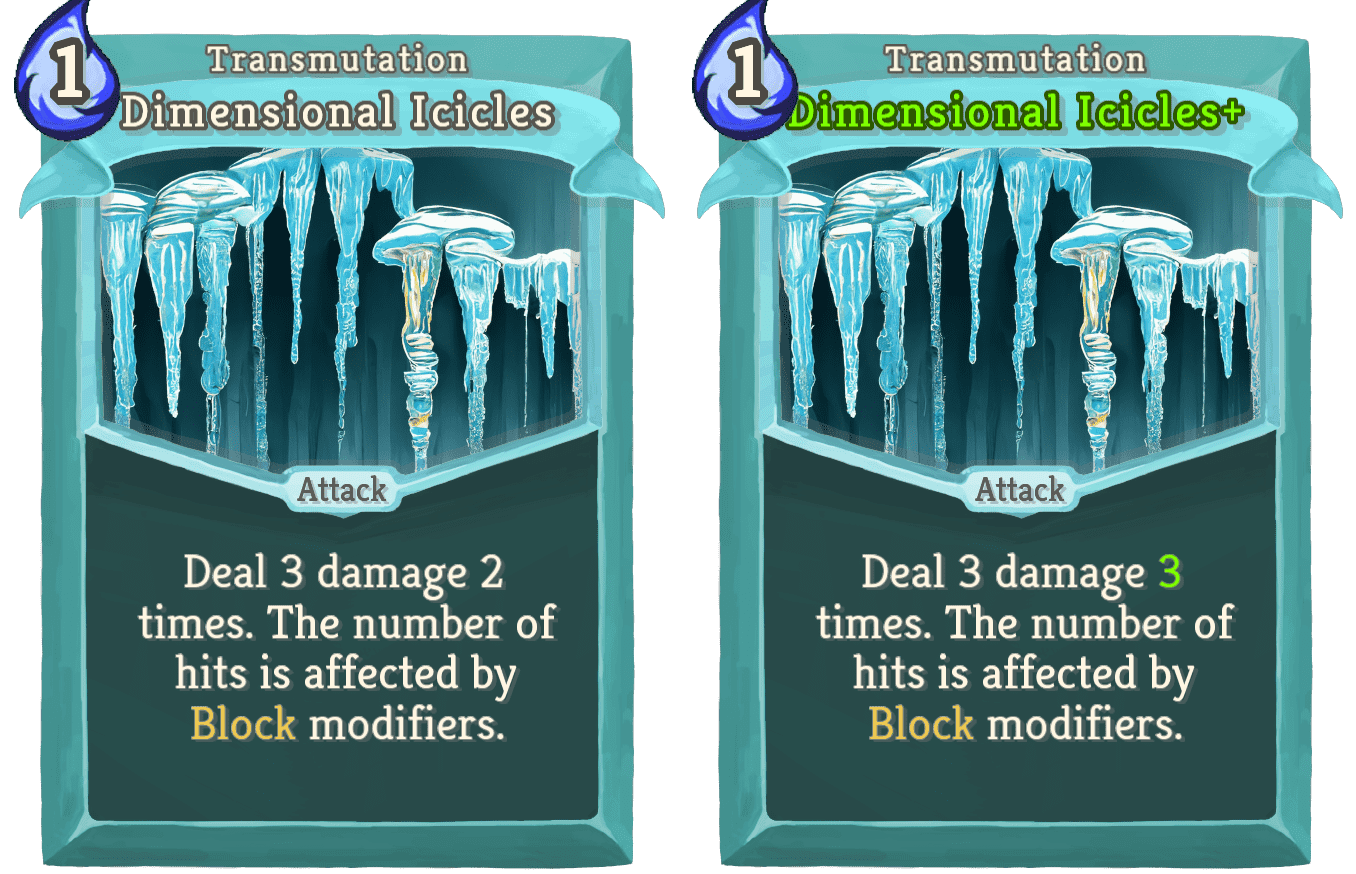 1
Transmutation
Dimensional Icicles
Attack
Deal 3 damage 2
times. The number of
hits is affected by
Block modifiers.
1
Transmutation
Dimensional Icicles+
Attack
Deal 3 damage 3
times. The number of
hits is affected by
Block modifiers.